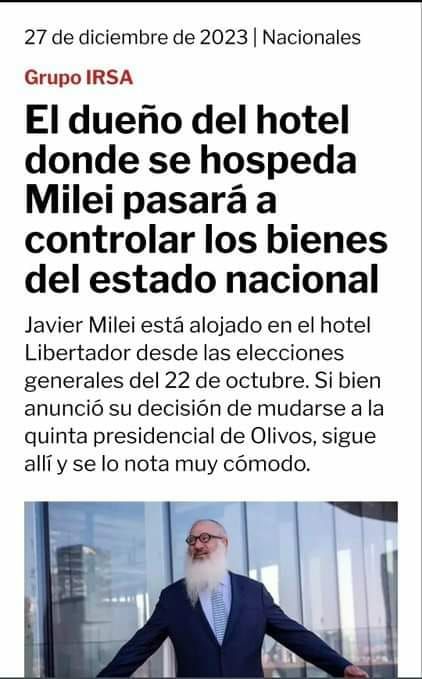 27 de diciembre de 2023 | Nacionales
Grupo IRSA
El dueño del hotel
donde se hospeda
Milei pasará a
controlar los bienes
del estado nacional
Javier Milei está alojado en el hotel
Libertador desde las elecciones
generales del 22 de octubre. Si bien
anunció su decisión de mudarse a la
quinta presidencial de Olivos, sigue
allí y se lo nota muy cómodo.